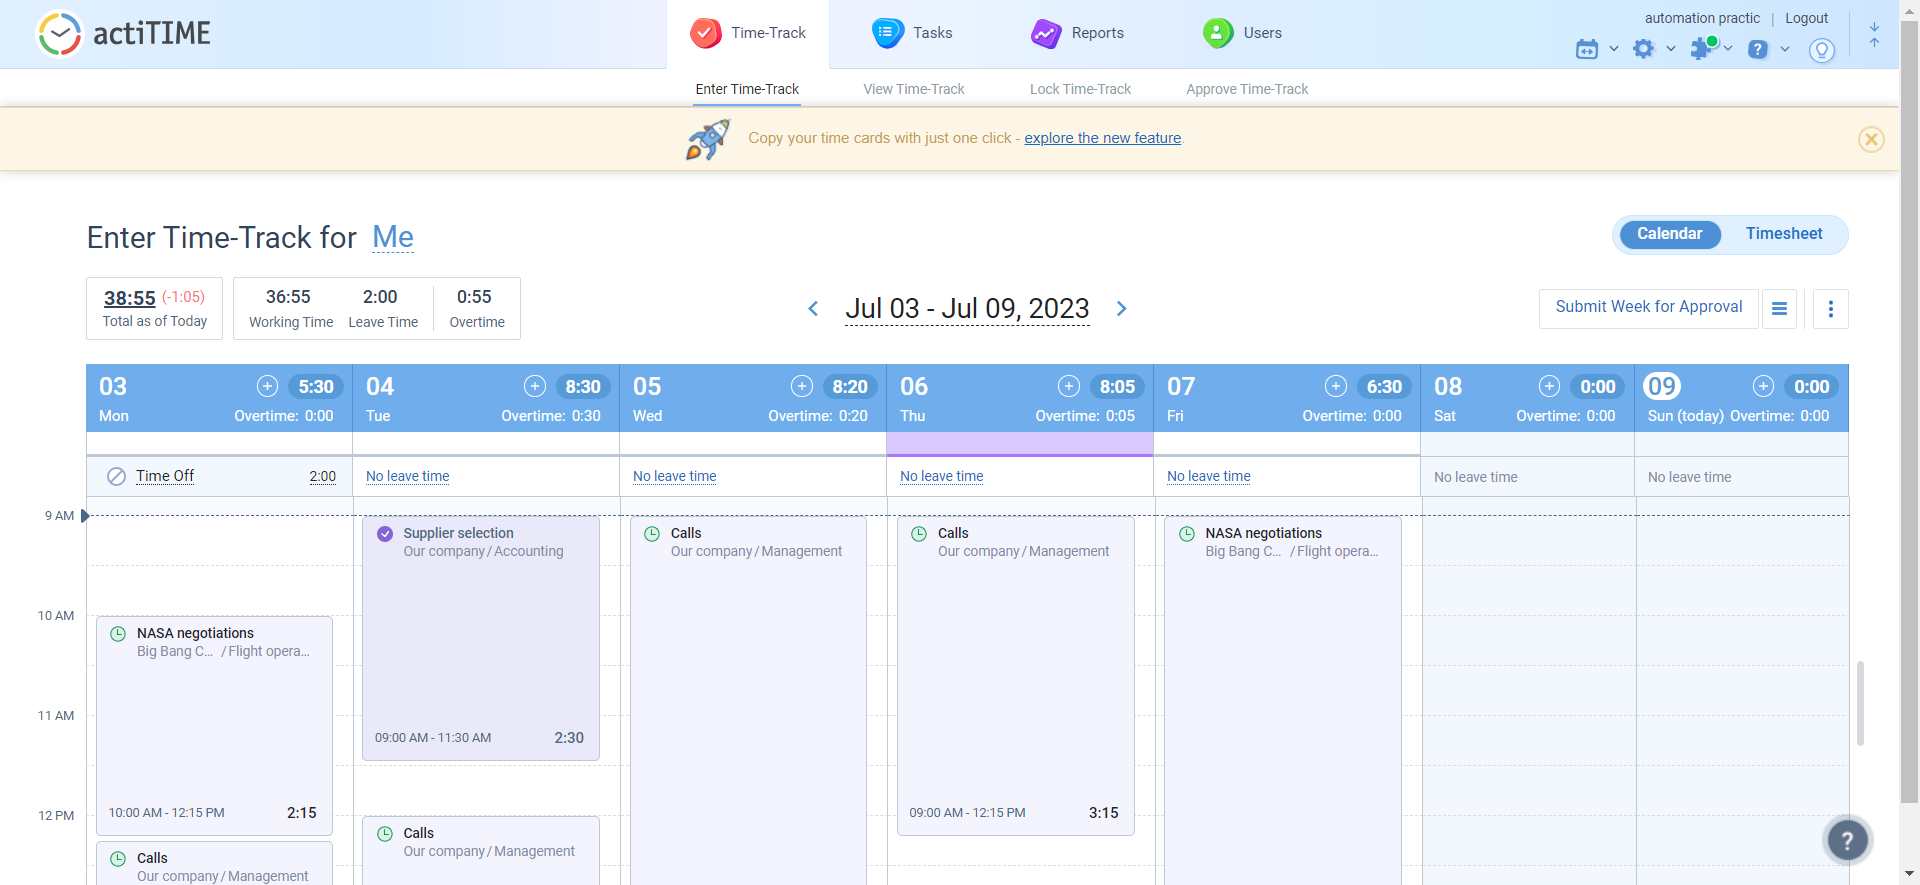 actiTIME
Time-Track
Tasks
Reports
Users
automation practic | Logout
Enter Time-Track
View Time-Track
Lock Time-Track
Approve Time-Track
Copy your time cards with just one click - explore the new feature.
Enter Time-Track for Me
Calendar
Timesheet
38:55 (-1:05)
Total as of Today
36:55
Working Time
2:00
Leave Time
0:55
Overtime
Jul 03 - Jul 09, 2023
Submit Week for Approval
03 5:30
Mon Overtime: 0:00
04 8:30
Tue Overtime: 0:30
05 8:20
Wed Overtime: 0:20
06 8:05
Thu Overtime: 0:05
07 6:30
Fri Overtime: 0:00
08 0:00
Sat Overtime: 0:00
09 0:00
Sun (today) Overtime: 0:00
Time Off 2:00
No leave time
No leave time
No leave time
No leave time
No leave time
No leave time
9 AM
10 AM
11 AM
12 PM
NASA negotiations
Big Bang C... / Flight opera...
10:00 AM - 12:15 PM 2:15
Calls
Our company / Management
Supplier selection
Our company / Accounting
09:00 AM - 11:30 AM 2:30
Calls
Our company / Management
Calls
Our company / Management
Calls
Our company / Management
09:00 AM - 12:15 PM 3:15
NASA negotiations
Big Bang C... / Flight opera...
?